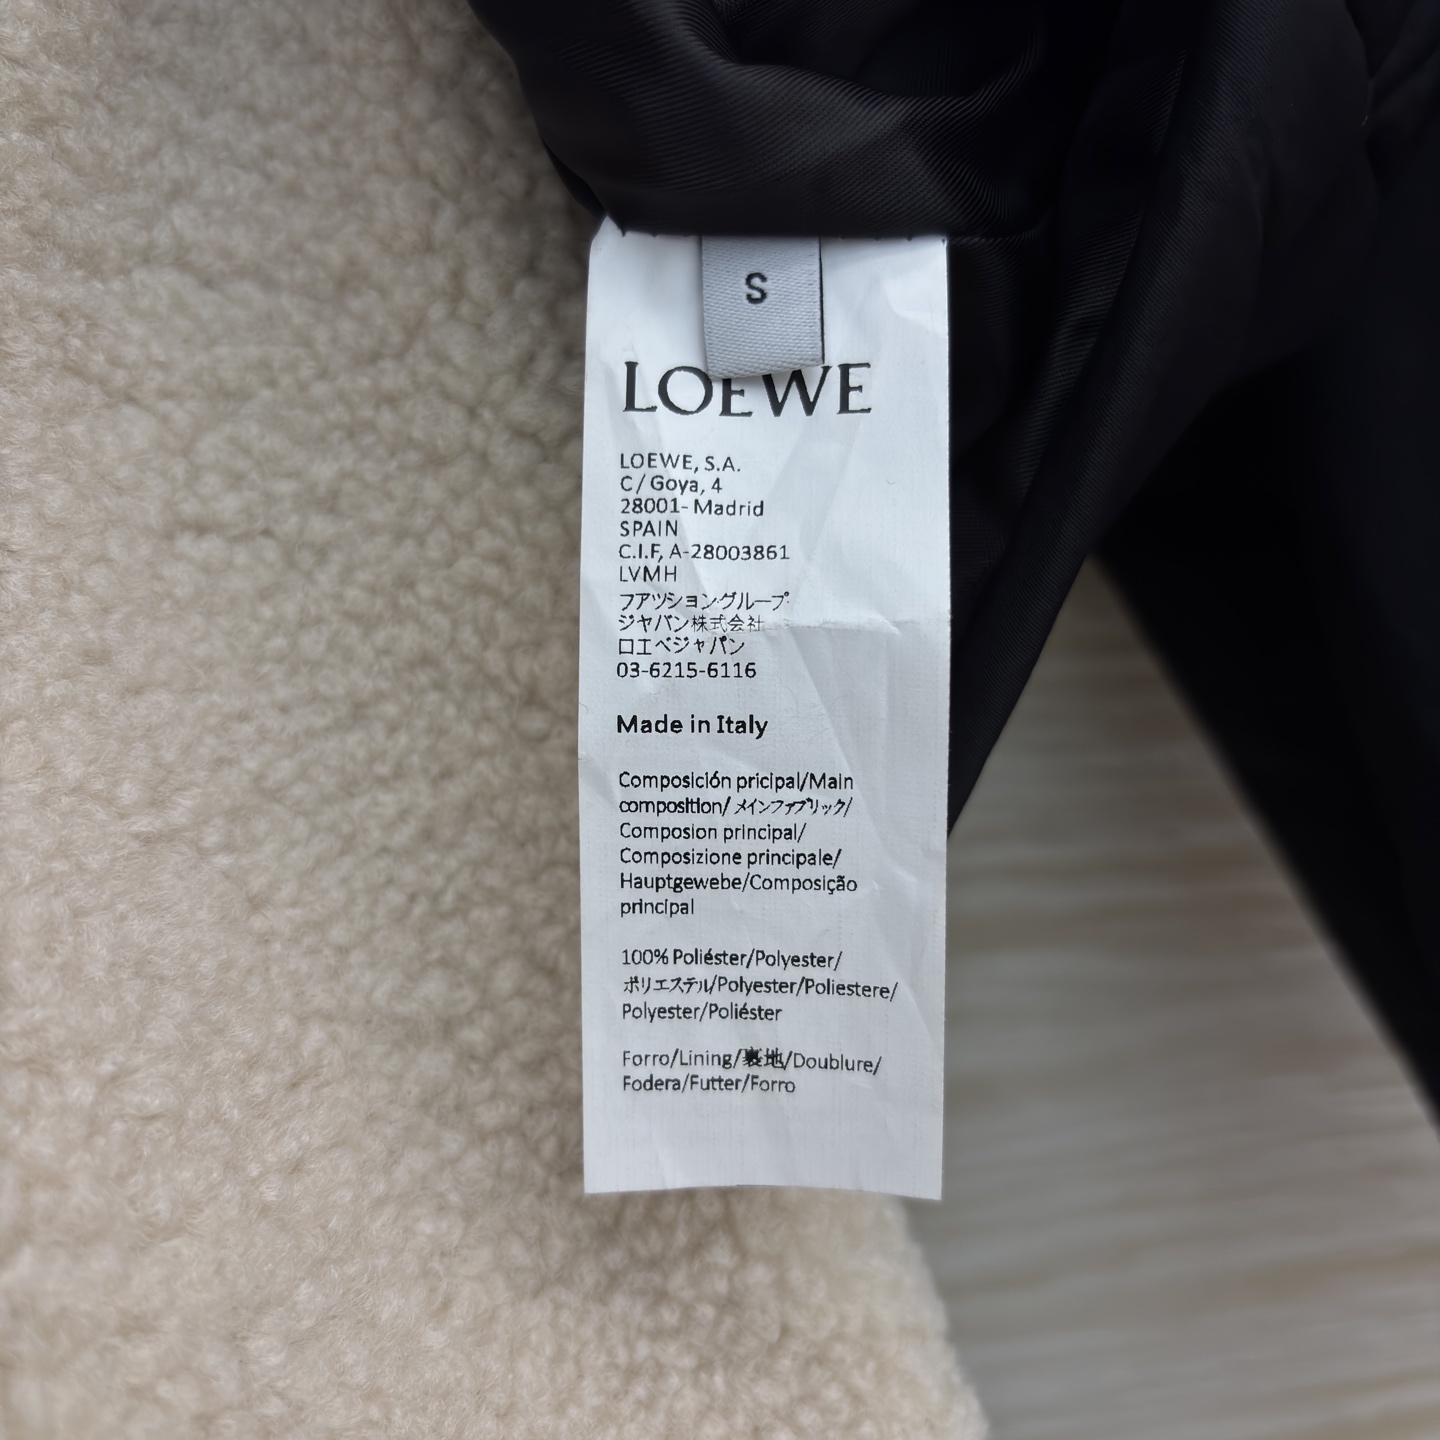 S
LOEWE
LOEWE, S.A.
C/ Goya, 4
28001- Madrid
SPAIN
C.I.F, A-28003861
LVMH
フアツショングループ
ジヤバン株式会社
ロエベジャパン
03-6215-6116
Made in Italy
Composición pricipal/Main
composition/メインファブリック/
Composion principal/
Composizione principale/
Hauptgewebe/Composição
principal
100% Poliéster/Polyester/
ポリエステル/Polyester/Poliestere/
Polyester/Poliéster
Forro/Lining/裏地/Doublure/
Fodera/Futter/Forro